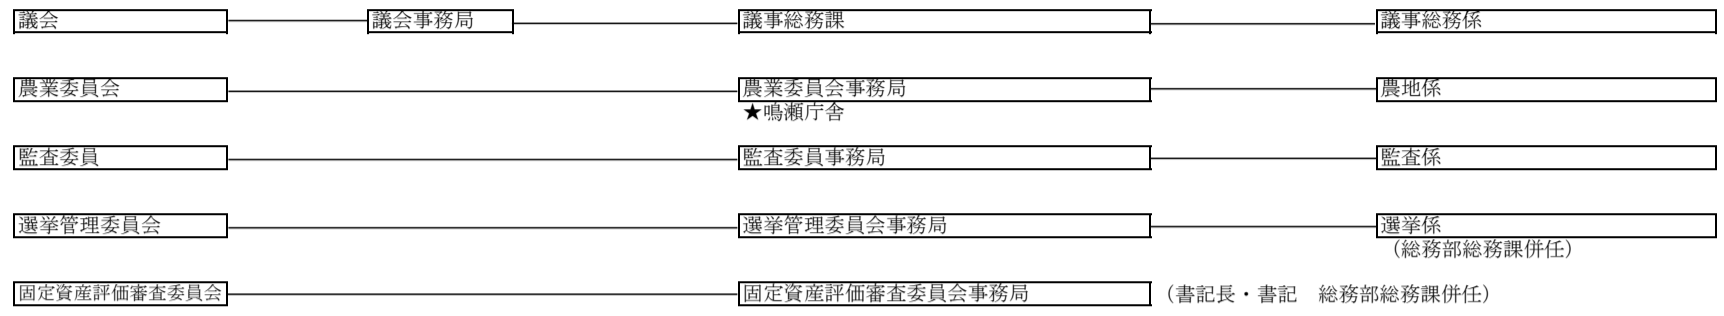 議会 議会事務局 議事総務課 議事総務係
農業委員会 農業委員会事務局 農地係
★鳴瀬庁舎
監査委員 監査委員事務局 監査係
選挙管理委員会 選挙管理委員会事務局 選挙係
（総務部総務課併任）
固定資産評価審査委員会 固定資産評価審査委員会事務局 （書記長・書記　総務部総務課併任）